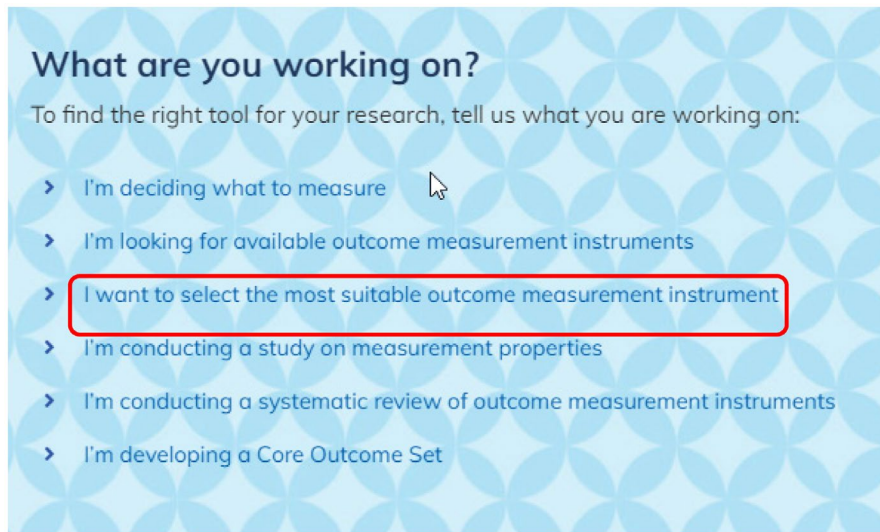 What are you working on?
To find the right tool for your research, tell us what you are working on:
I'm deciding what to measure
I'm looking for available outcome measurement instruments
I want to select the most suitable outcome measurement instrument
I'm conducting a study on measurement properties
I'm conducting a systematic review of outcome measurement instruments
I'm developing a Core Outcome Set